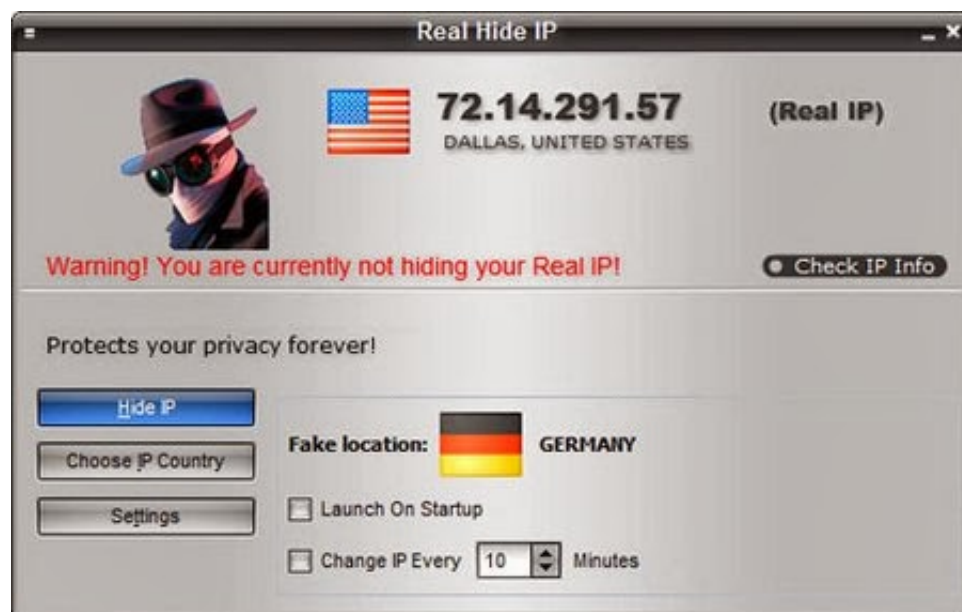 Real Hide IP
72.14.291.57 (Real IP)
DALLAS, UNITED STATES
Warning! You are currently not hiding your Real IP!
Check IP Info
Protects your privacy forever!
Hide IP
Choose IP Country
Settings
Fake location: GERMANY
Launch On Startup
Change IP Every 10 Minutes